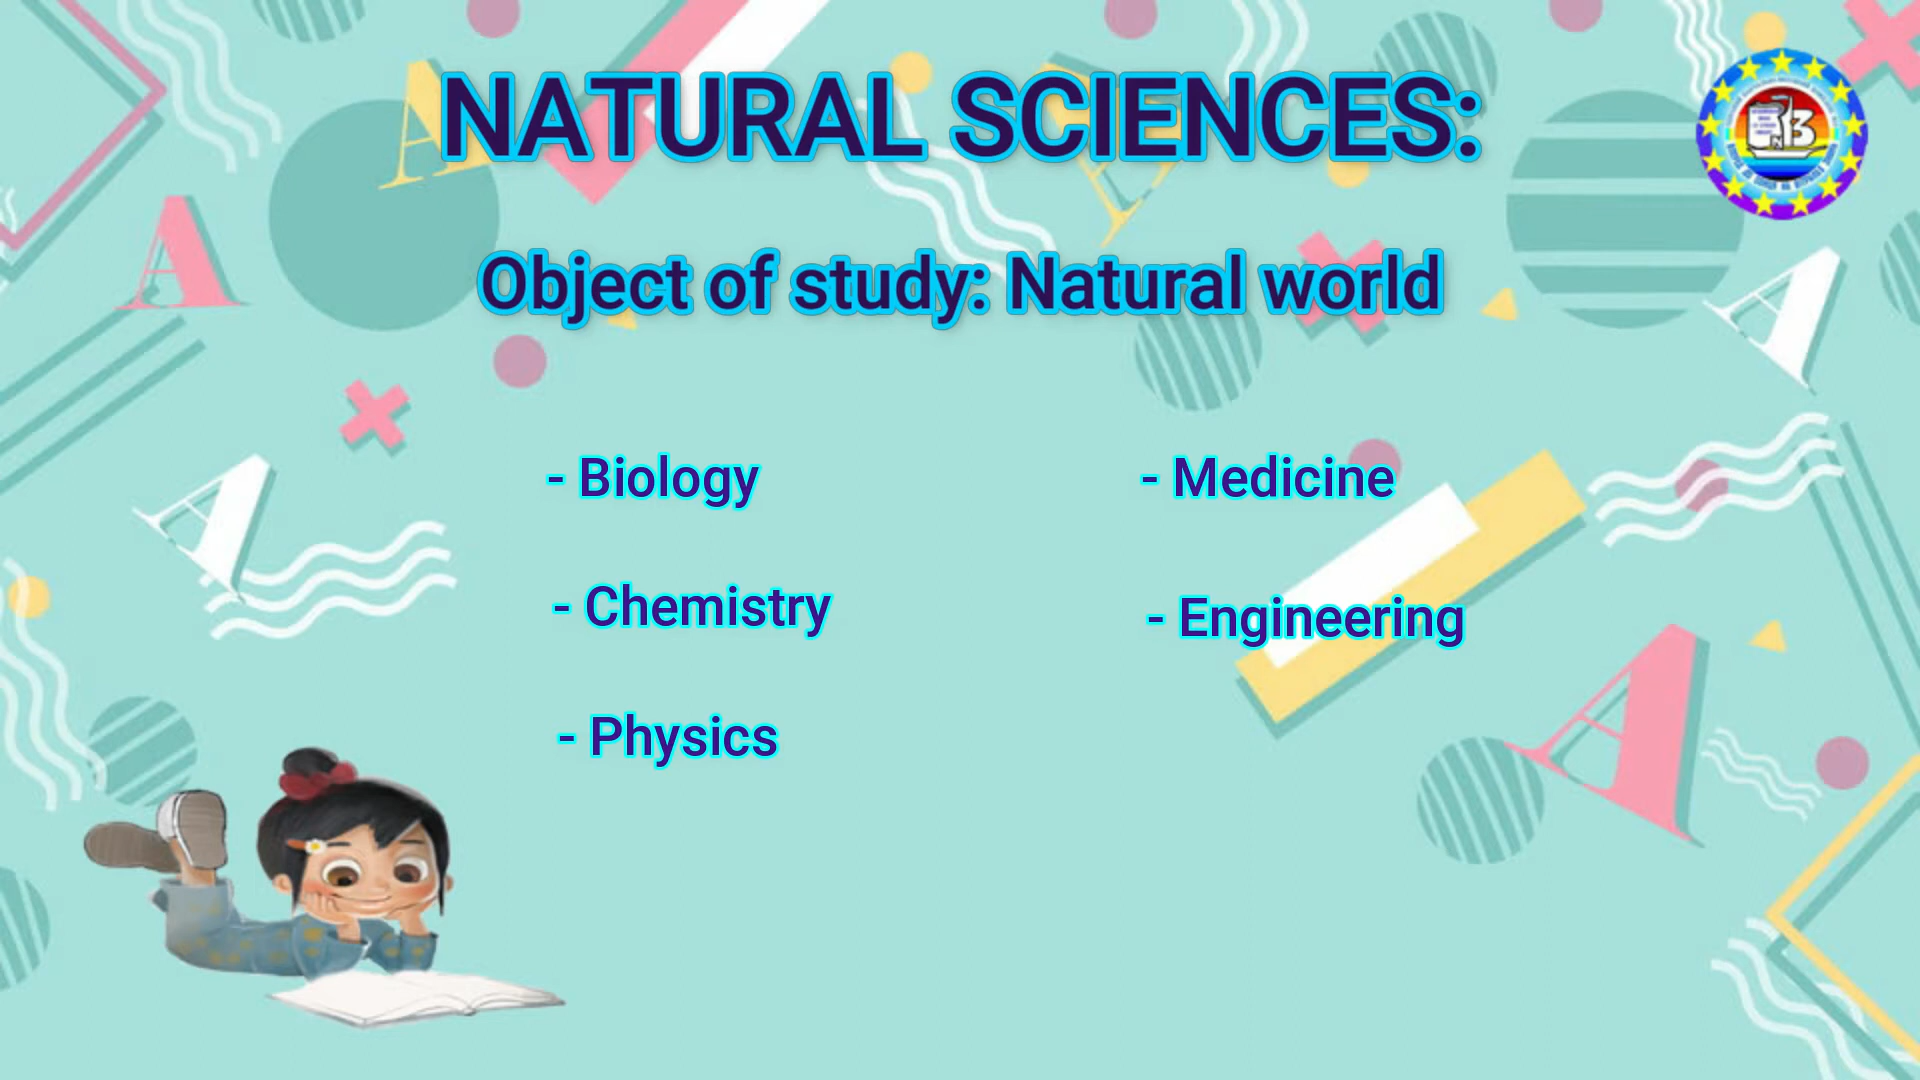 NATURAL SCIENCES:
Object of study: Natural world
- Biology
- Chemistry
- Physics
- Medicine
- Engineering